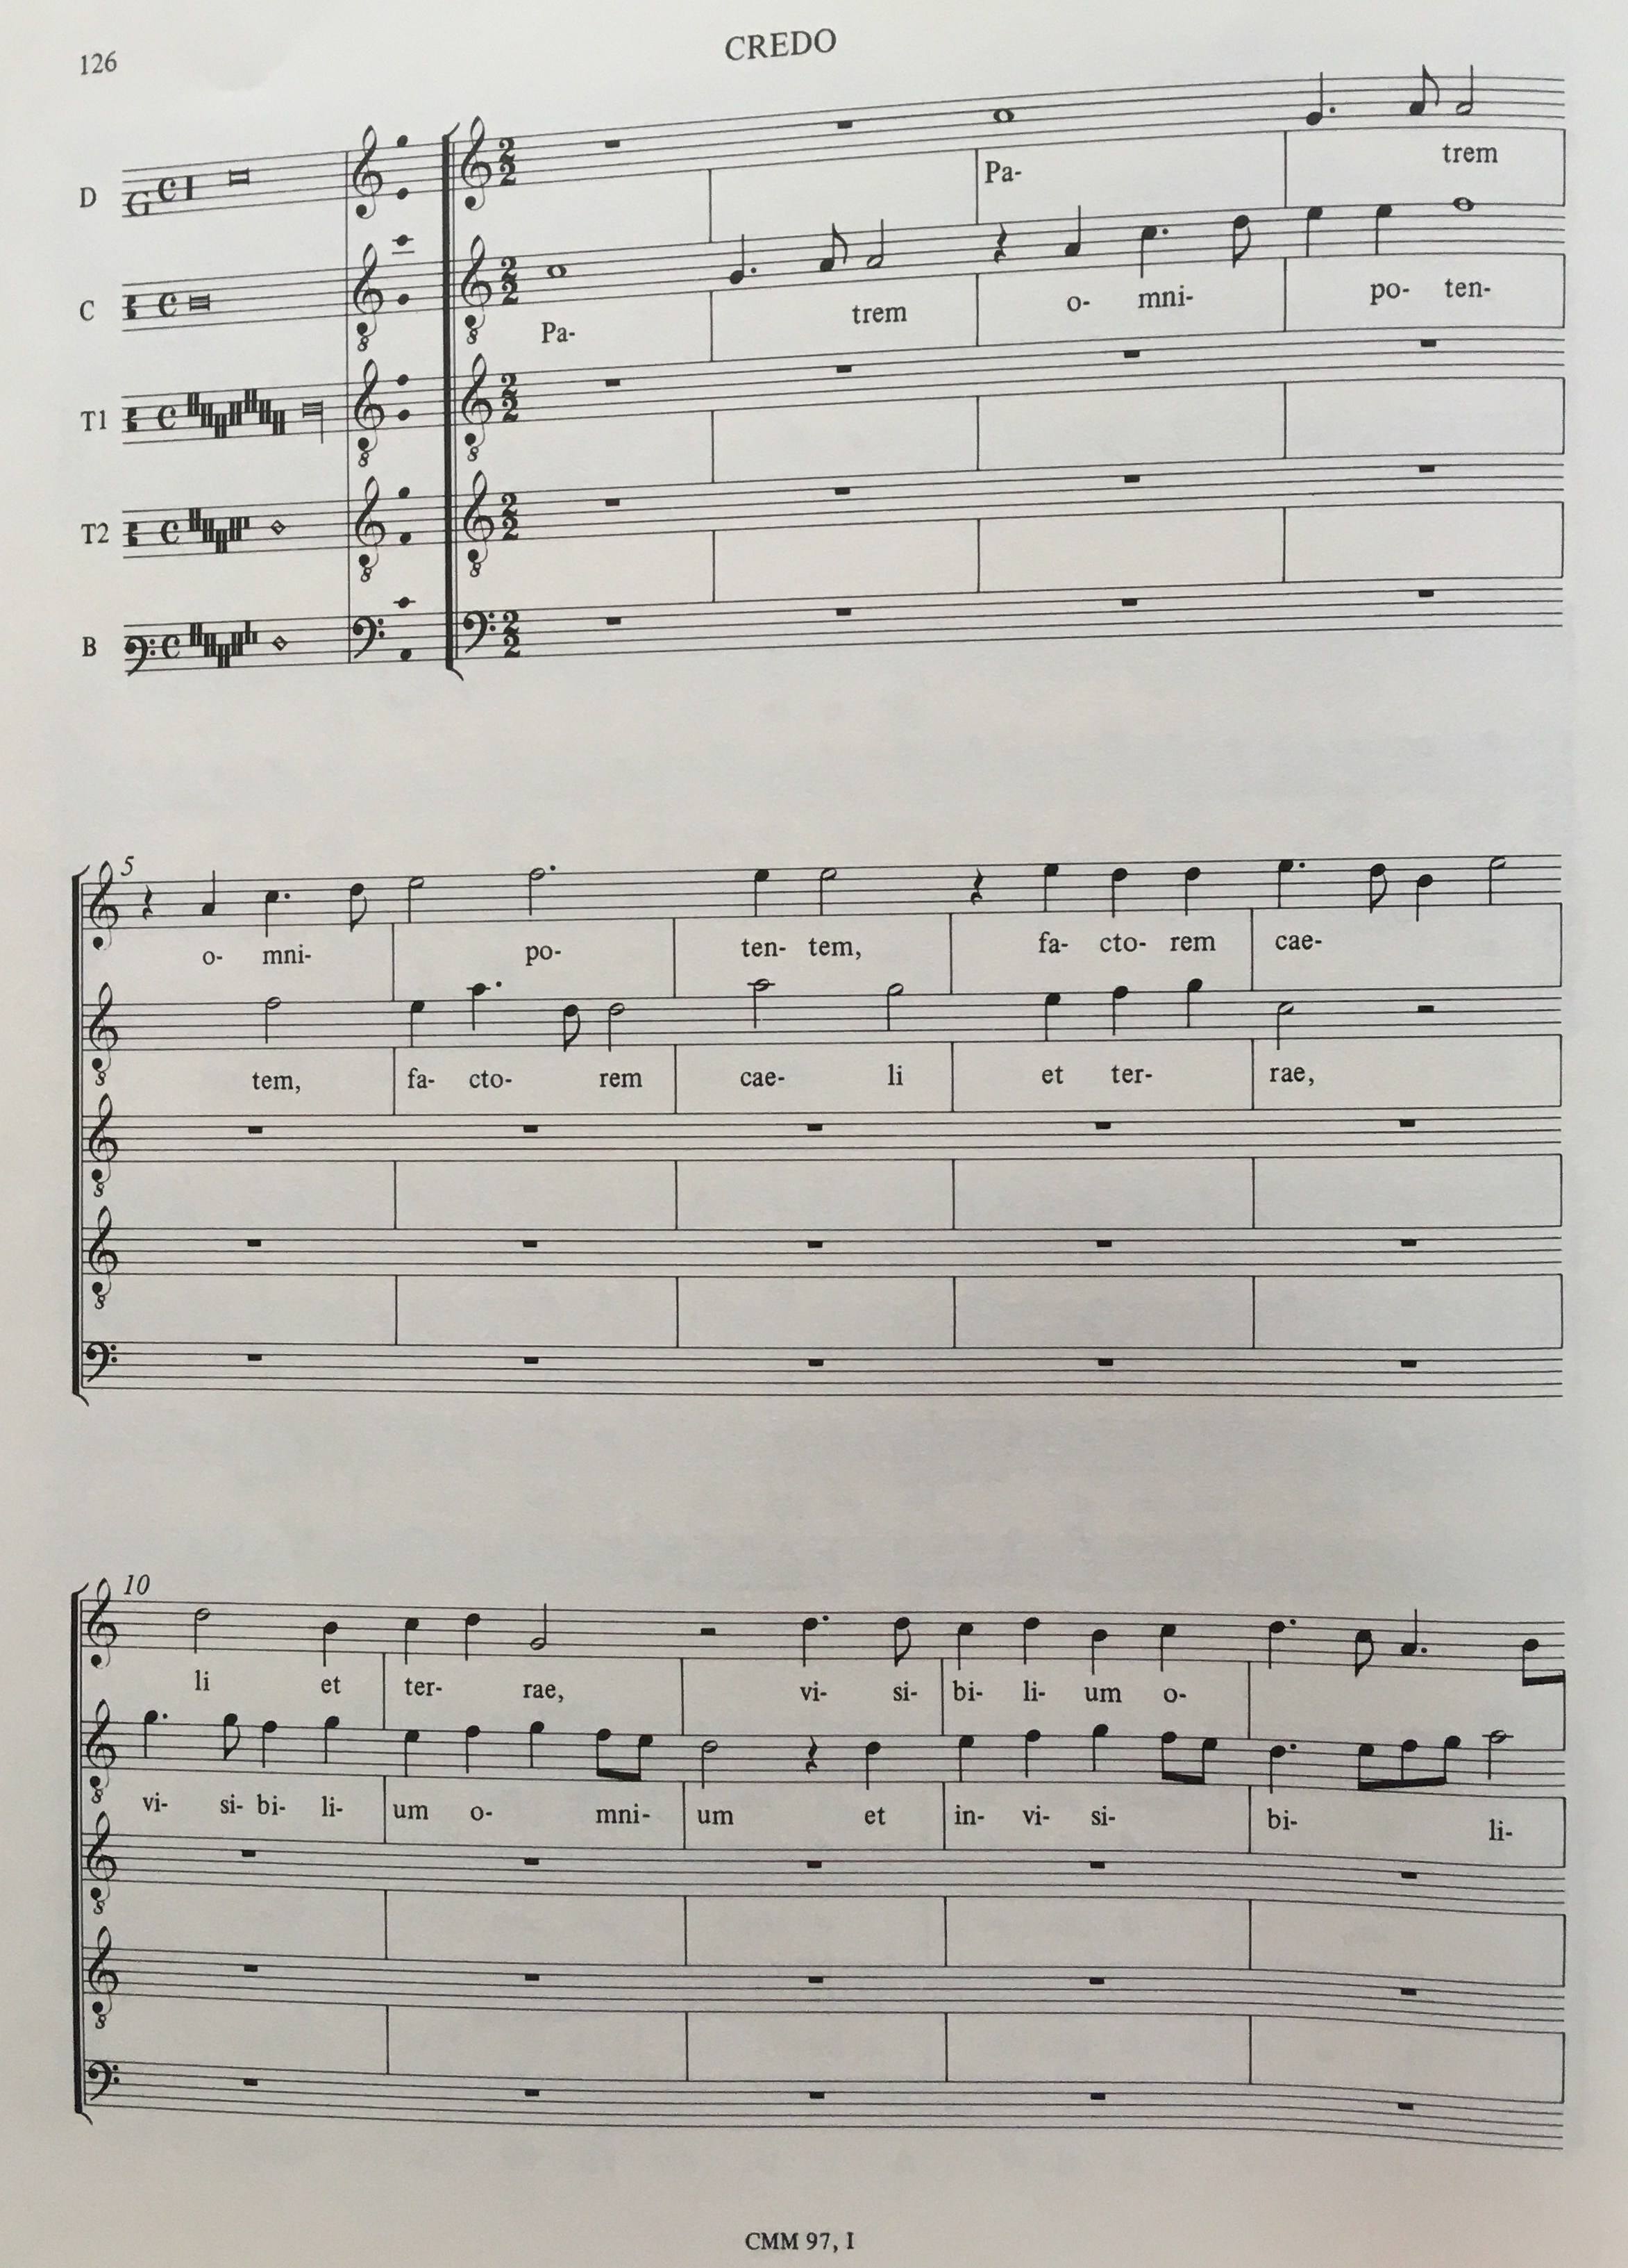 126
CREDO
D
Pa- trem
C
Pa- trem o- mni- po- ten-
T1
T2
B
5
o- mni- po- ten- tem, fa- cto- rem cae-
tem, fa- cto- rem cae- li et ter- rae,
10
li et ter- rae, vi- si- bi- li- um o-
vi- si- bi- li- um o- mni- um et in- vi- si- bi- li-
CMM 97, I